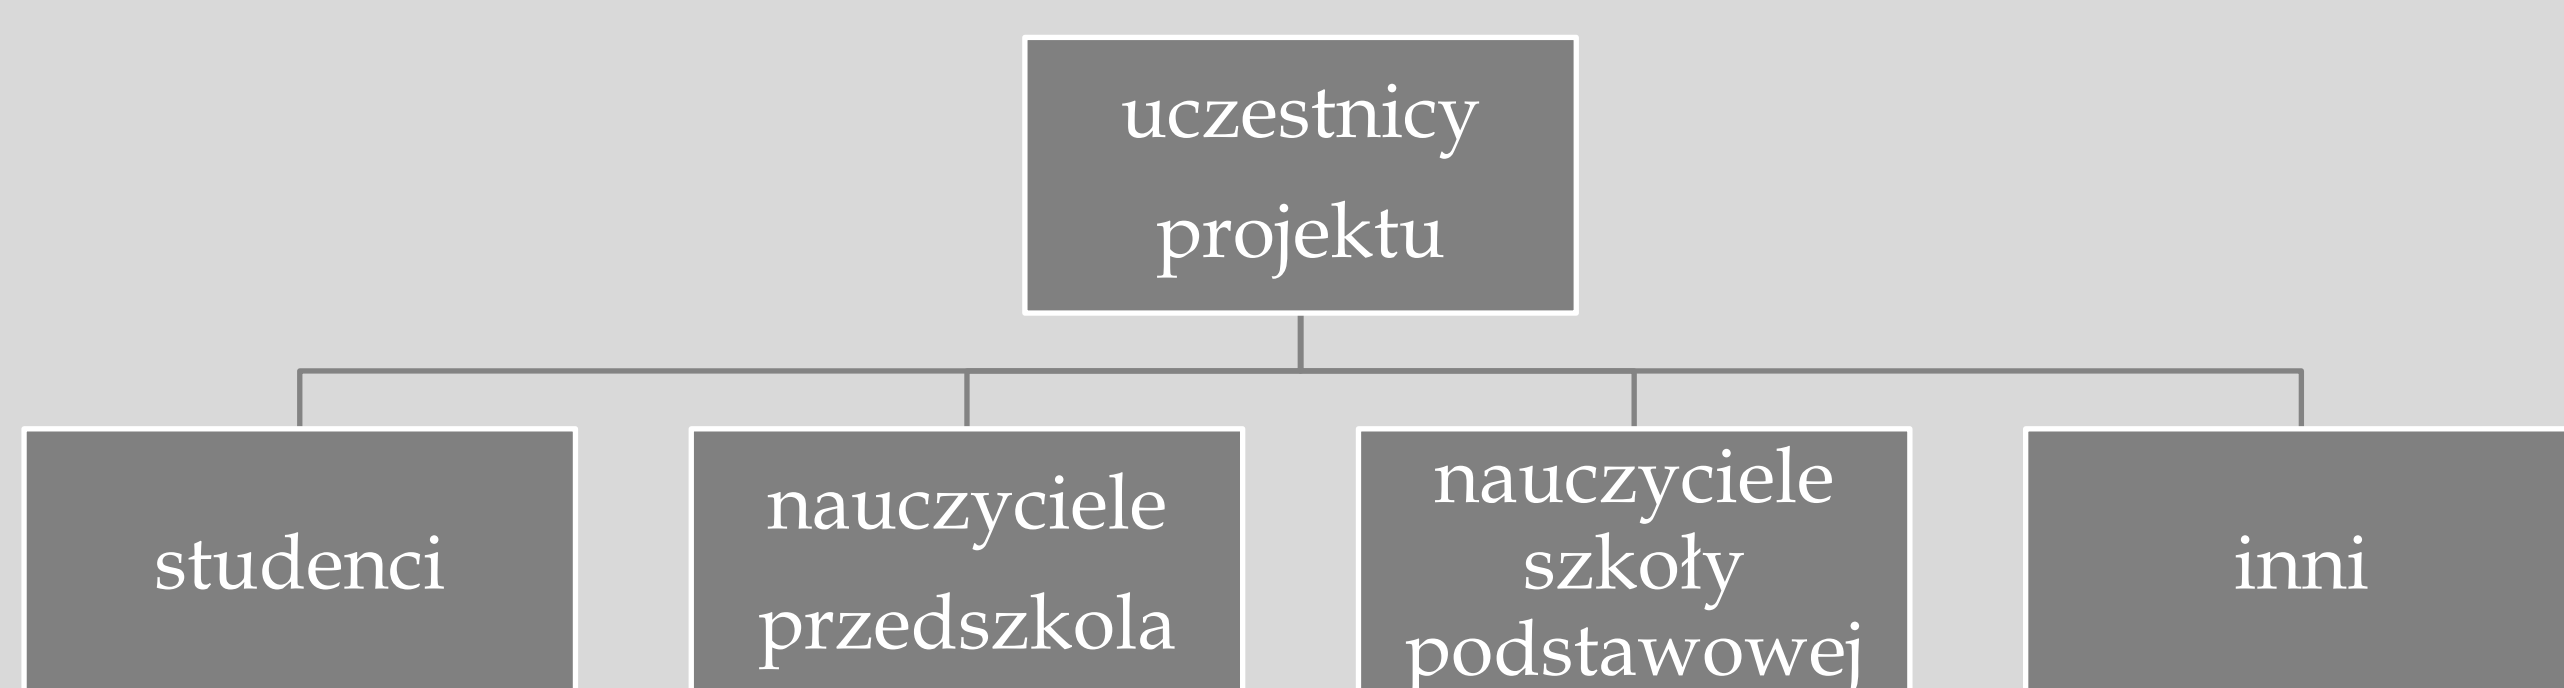 uczestnicy
projektu
studenci
nauczyciele
przedszkola
nauczyciele
szkoły
podstawowej
inni